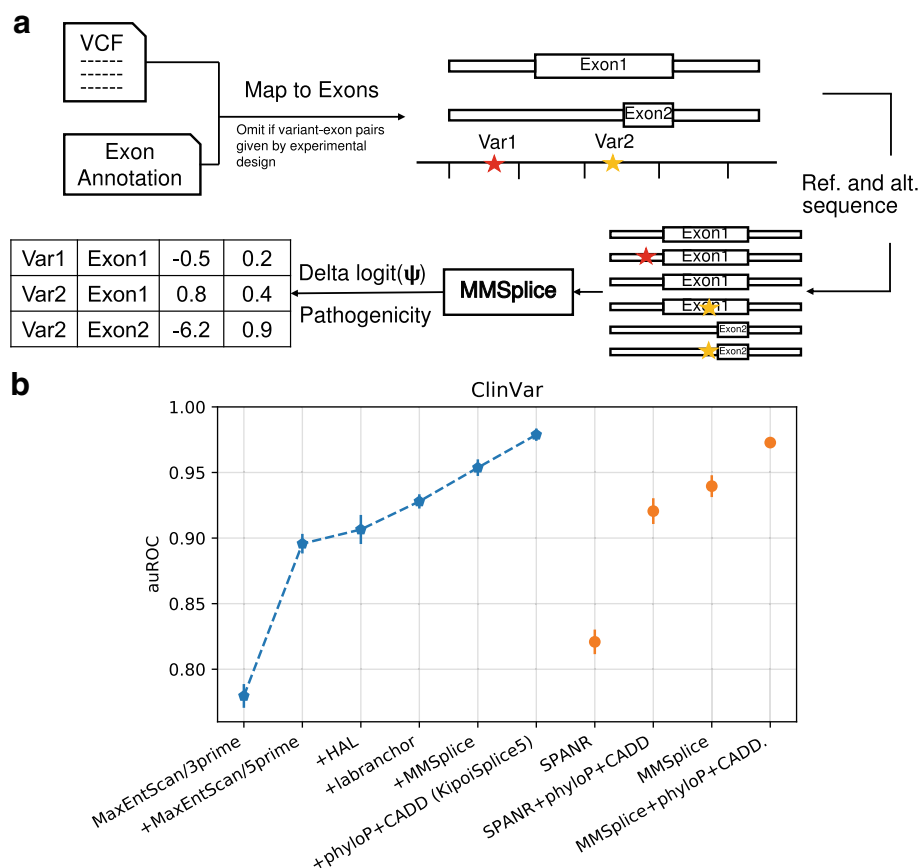 a
VCF
Exon
Annotation
Map to Exons
Omit if variant-exon pairs
given by experimental
design
Exon1
Exon2
Var1 Var2
Ref. and alt.
sequence
Exon1
Exon1
Exon1
Exon1
Exon2
Exon2
MMSplice
Delta logit(ψ)
Pathogenicity
Var1 Exon1 -0.5 0.2
Var2 Exon1 0.8 0.4
Var2 Exon2 -6.2 0.9
b
ClinVar
auROC
1.00
0.95
0.90
0.85
0.80
MaxEntScan/3prime
+MaxEntScan/5prime
+HAL
+labranchor
+MMSplice
+phyloP+CADD (KipoiSplice5)
SPANR
SPANR+phyloP+CADD
MMSplice
MMSplice+phyloP+CADD.